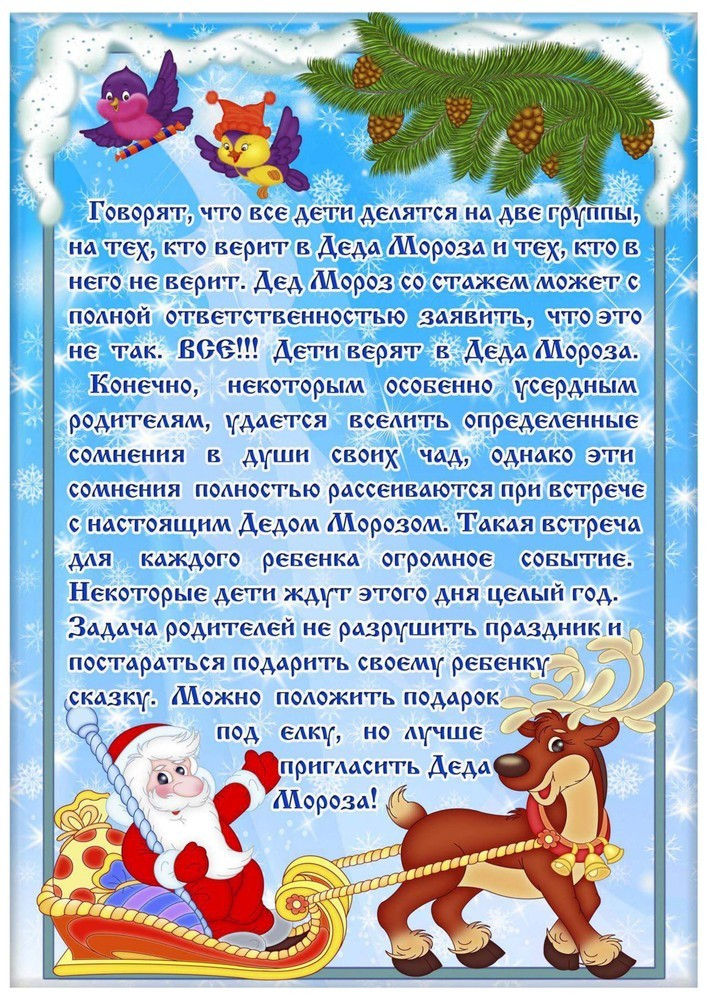 Говорят, что все дети делятся на две группы,
на тех, кто верит в Деда Мороза и тех, кто в
него не верит. Дед Мороз со стажем может с
полной ответственностью заявить, что это
не так. ВСЕ!!! Дети верят в Деда Мороза.
Конечно, некоторым особенно усердным
родителям, удается вселить определенные
сомнения в души своих чад, однако эти
сомнения полностью рассеиваются при встрече
с настоящим Дедом Морозом. Такая встреча
для каждого ребенка огромное событие.
Некоторые дети ждут этого дня целый год.
Задача родителей не разрушить праздник и
постараться подарить своему ребенку
сказку. Можно положить подарок
под елку, но лучше
пригласить Деда
Мороза!